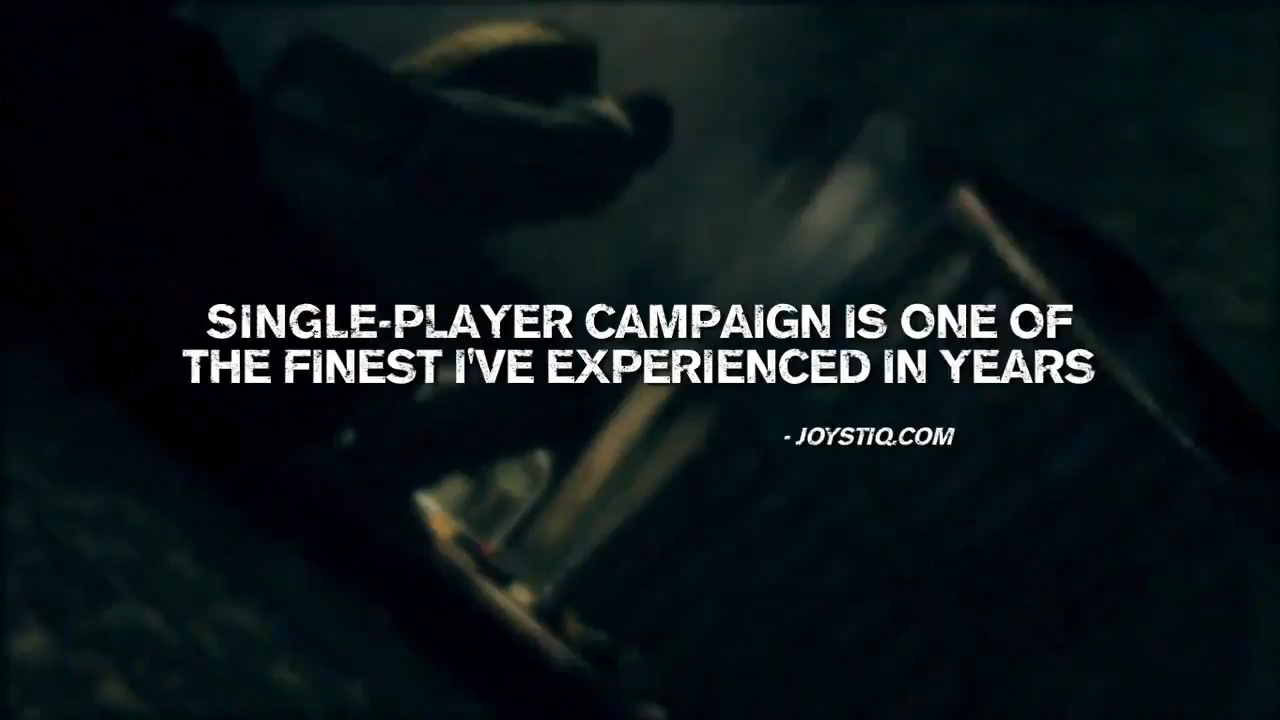 SINGLE-PLAYER CAMPAIGN IS ONE OF
THE FINEST I'VE EXPERIENCED IN YEARS
- JOYSTIQ.COM